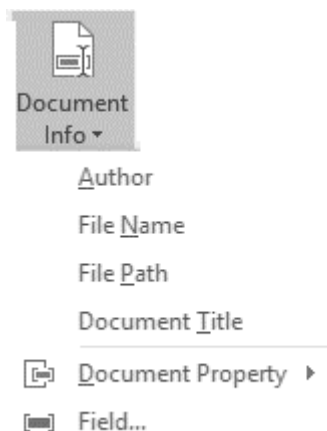 Document
Info
Author
File Name
File Path
Document Title
Document Property
Field...